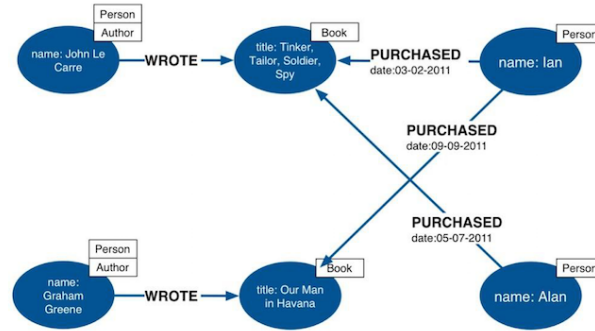 Person
Author
name: John Le
Carre
WROTE
Book
title: Tinker,
Tailor, Soldier,
Spy
PURCHASED
date:03-02-2011
Person
name: Ian
PURCHASED
date:09-09-2011
PURCHASED
date:05-07-2011
Person
Author
name:
Graham
Greene
WROTE
Book
title: Our Man
in Havana
Person
name: Alan